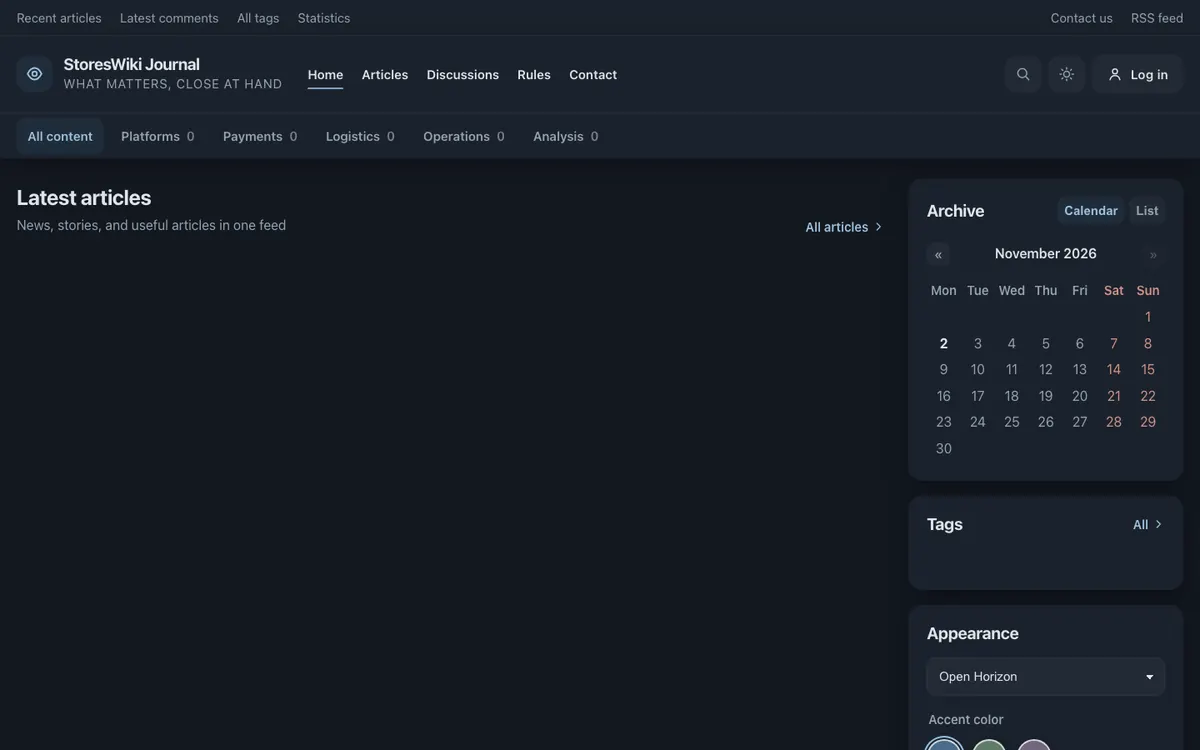 Recent articles Latest comments All tags Statistics Contact us RSS feed
StoresWiki Journal
WHAT MATTERS, CLOSE AT HAND
Home Articles Discussions Rules Contact Log in
All content Platforms 0 Payments 0 Logistics 0 Operations 0 Analysis 0
Latest articles
News, stories, and useful articles in one feed
All articles >
Archive Calendar List
« November 2026 »
Mon Tue Wed Thu Fri Sat Sun
1
2 3 4 5 6 7 8
9 10 11 12 13 14 15
16 17 18 19 20 21 22
23 24 25 26 27 28 29
30
Tags All >
Appearance
Open Horizon
Accent color